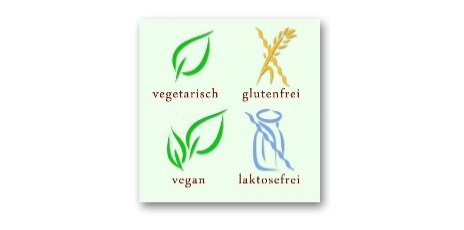 vegetarisch
glutenfrei
vegan
laktosefrei